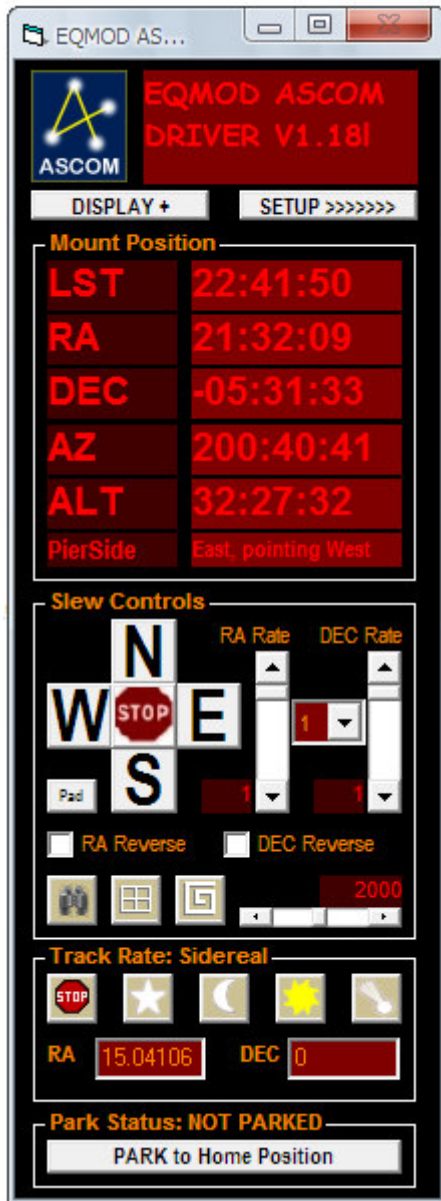 EQMOD AS...
ASCOM
EQMOD ASCOM
DRIVER V1.18i
DISPLAY +
SETUP >>>>>>>
Mount Position
LST 22:41:50
RA 21:32:09
DEC -05:31:33
AZ 200:40:41
ALT 32:27:32
PierSide East, pointing West
Slew Controls
RA Rate DEC Rate
N
W STOP E
1
S
Pad
1 1
RA Reverse DEC Reverse
2000
Track Rate: Sidereal
STOP
RA 15.04106 DEC 0
Park Status: NOT PARKED
PARK to Home Position